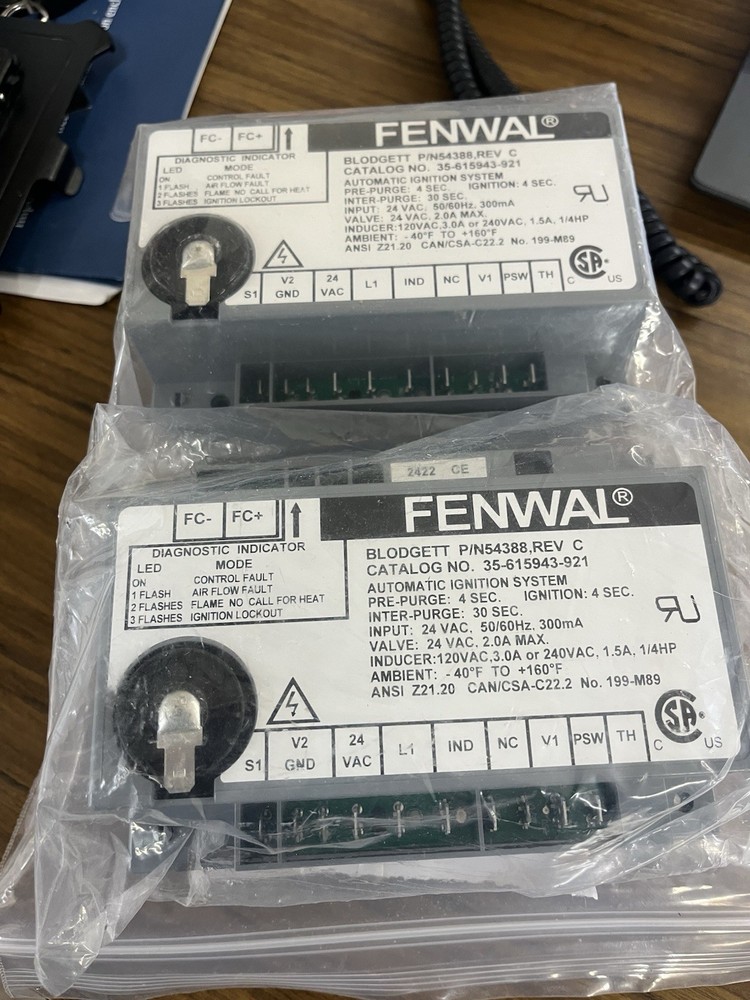 FC- FC+
FENWAL®
DIAGNOSTIC INDICATOR
LED MODE
ON CONTROL FAULT
1 FLASH AIR FLOW FAULT
2 FLASHES FLAME NO CALL FOR HEAT
3 FLASHES IGNITION LOCKOUT
BLODGETT P/N54388,REV C
CATALOG NO. 35-615943-921
AUTOMATIC IGNITION SYSTEM
PRE-PURGE: 4 SEC. IGNITION: 4 SEC.
INTER-PURGE: 30 SEC.
INPUT: 24 VAC, 50/60Hz, 300mA
VALVE: 24 VAC, 2.0A MAX.
INDUCER:120VAC,3.0A or 240VAC, 1.5A, 1/4HP
AMBIENT: -40°F TO +160°F
ANSI Z21.20 CAN/CSA-C22.2 No. 199-M89
RU
C SA® US
S1 V2 GND 24 VAC L1 IND NC V1 PSW TH
2422 CE
FC- FC+
FENWAL®
DIAGNOSTIC INDICATOR
LED MODE
ON CONTROL FAULT
1 FLASH AIR FLOW FAULT
2 FLASHES FLAME NO CALL FOR HEAT
3 FLASHES IGNITION LOCKOUT
BLODGETT P/N54388,REV C
CATALOG NO. 35-615943-921
AUTOMATIC IGNITION SYSTEM
PRE-PURGE: 4 SEC. IGNITION: 4 SEC.
INTER-PURGE: 30 SEC.
INPUT: 24 VAC, 50/60Hz, 300mA
VALVE: 24 VAC, 2.0A MAX.
INDUCER:120VAC,3.0A or 240VAC, 1.5A, 1/4HP
AMBIENT: -40°F TO +160°F
ANSI Z21.20 CAN/CSA-C22.2 No. 199-M89
RU
C SA® US
S1 V2 GND 24 VAC L1 IND NC V1 PSW TH